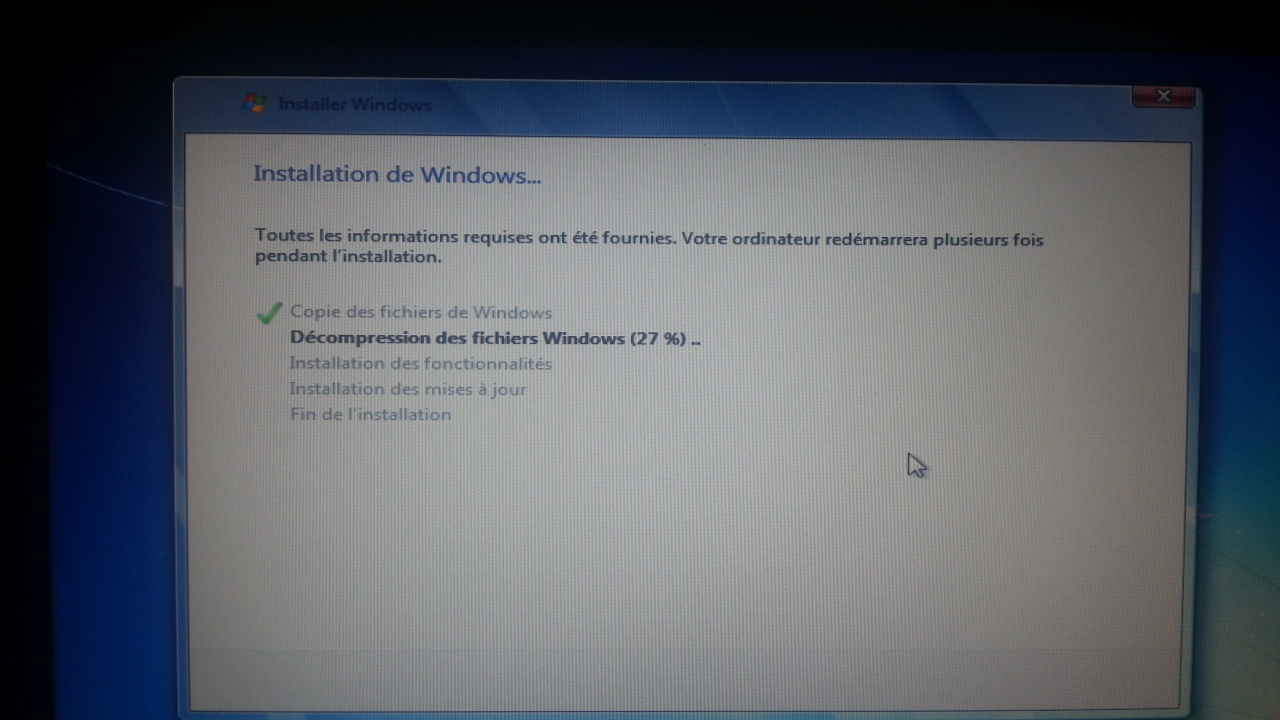 Installer Windows
Installation de Windows...
Toutes les informations requises ont été fournies. Votre ordinateur redémarrera plusieurs fois
pendant l'installation.
Copie des fichiers de Windows
Décompression des fichiers Windows (27 %) ..
Installation des fonctionnalités
Installation des mises à jour
Fin de l'installation